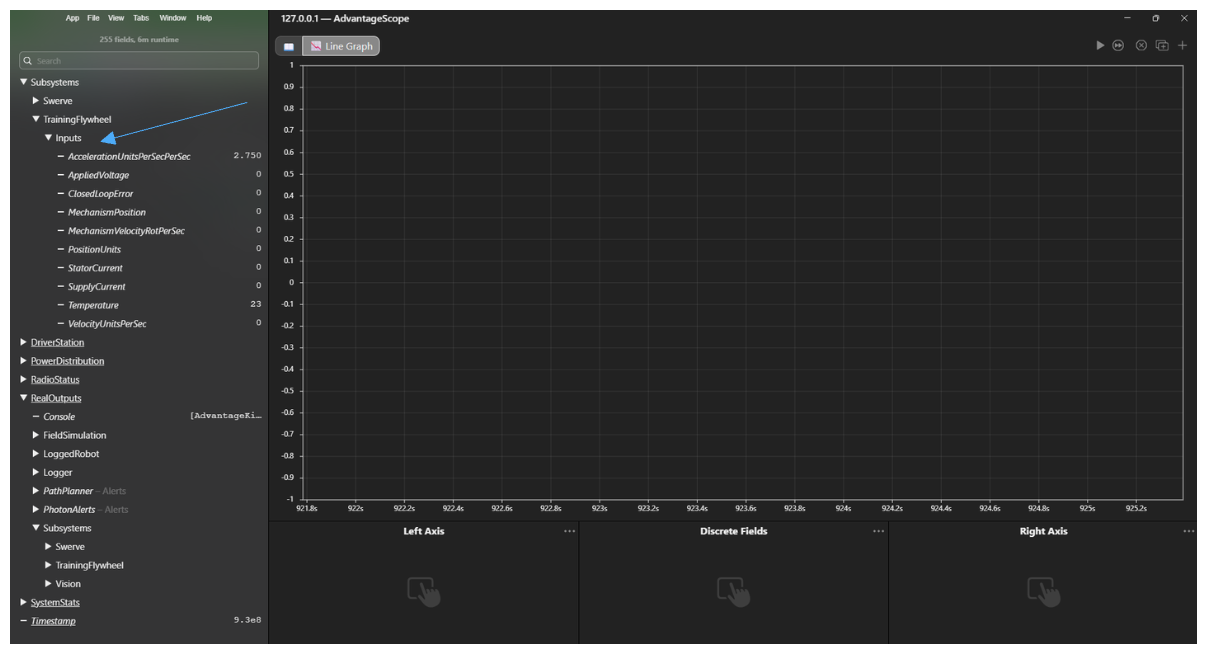 App File View Tabs Window Help
127.0.0.1 — AdvantageScope
255 fields, 6m runtime
Line Graph
Search
Subsystems
Swerve
TrainingFlywheel
Inputs
AccelerationUnitsPerSecPerSec 2.750
AppliedVoltage 0
ClosedLoopError 0
MechanismPosition 0
MechanismVelocityRotPerSec 0
PositionUnits 0
StatorCurrent 0
SupplyCurrent 0
Temperature 23
VelocityUnitsPerSec 0
DriverStation
PowerDistribution
RadioStatus
RealOutputs
Console [AdvantageKi…
FieldSimulation
LoggedRobot
Logger
PathPlanner – Alerts
PhotonAlerts – Alerts
Subsystems
Swerve
TrainingFlywheel
Vision
SystemStats
Timestamp 9.3e8
1
0.9
0.8
0.7
0.6
0.5
0.4
0.3
0.2
0.1
0
-0.1
-0.2
-0.3
-0.4
-0.5
-0.6
-0.7
-0.8
-0.9
-1
921.8s 922s 922.2s 922.4s 922.6s 922.8s 923s 923.2s 923.4s 923.6s 923.8s 924s 924.2s 924.4s 924.6s 924.8s 925s 925.2s
Left Axis
Discrete Fields
Right Axis